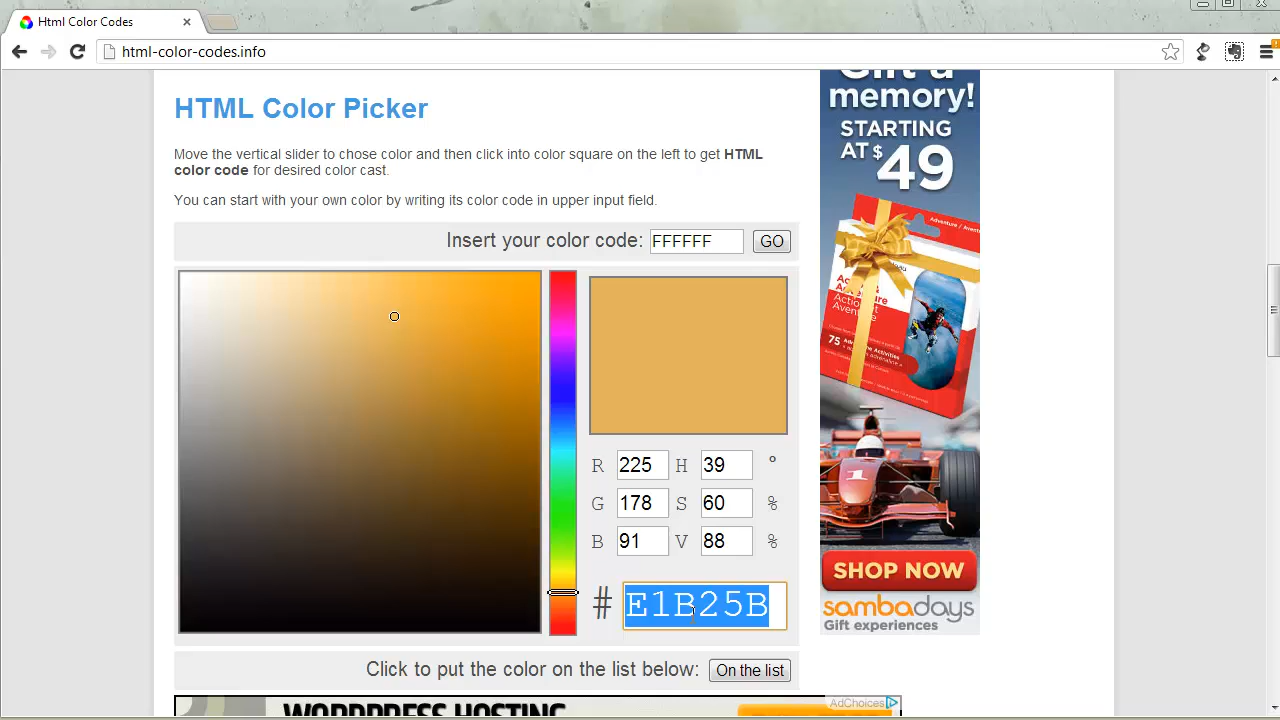 Html Color Codes
html-color-codes.info
HTML Color Picker
Move the vertical slider to chose color and then click into color square on the left to get HTML
color code for desired color cast.
You can start with your own color by writing its color code in upper input field.
Insert your color code: FFFFFF GO
R 225 H 39 °
G 178 S 60 %
B 91 V 88 %
# E1B25B
Click to put the color on the list below: On the list
WORDPRESS HOSTING
AdChoices
Gift a
memory!
STARTING
AT $49
Adventure
75
1
SHOP NOW
sambadays
Gift experiences